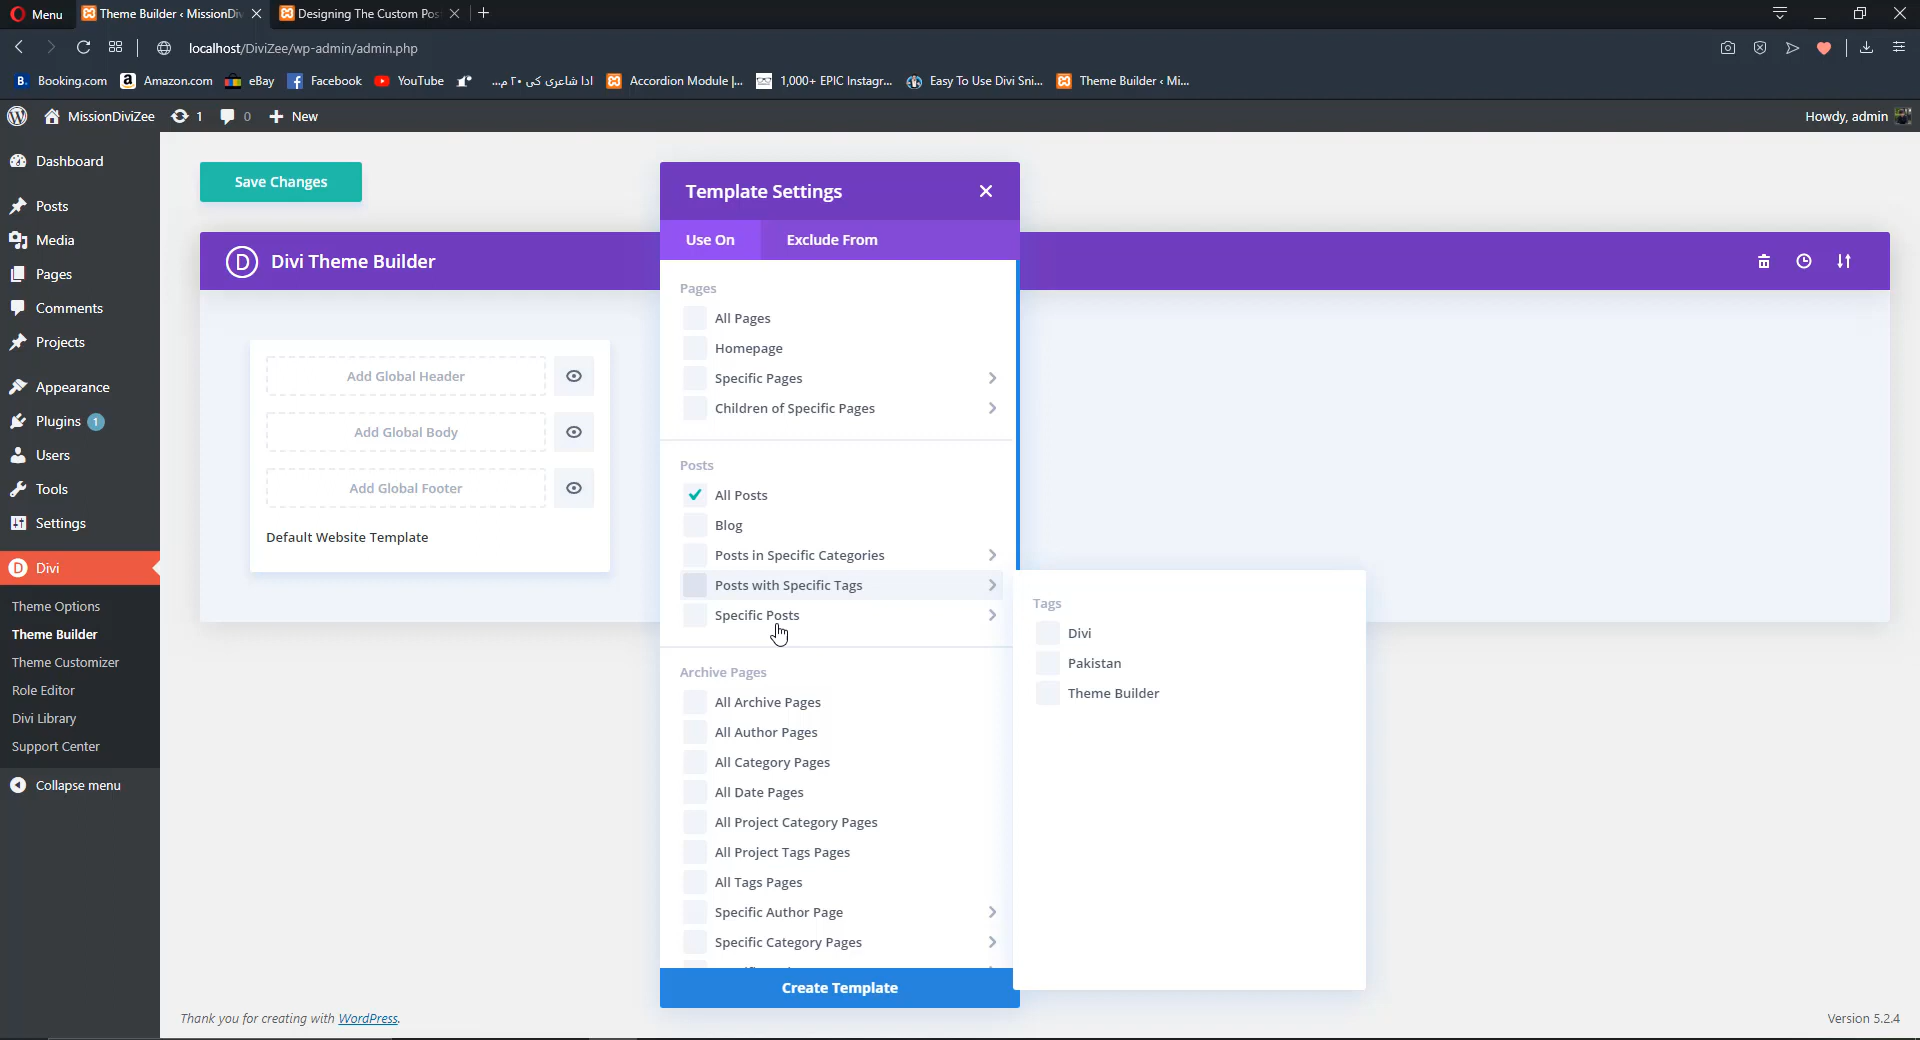 Menu
Theme Builder ‹ MissionDiv
Designing The Custom Pos
localhost/DiviZee/wp-admin/admin.php
Booking.com
Amazon.com
eBay
Facebook
YouTube
ادا شاعری کی ۲۰ م...
Accordion Module |...
1,000+ EPIC Instagr...
Easy To Use Divi Sni...
Theme Builder ‹ Mi...
MissionDiviZee
1
0
New
Howdy, admin
Dashboard
Posts
Media
Pages
Comments
Projects
Appearance
Plugins 1
Users
Tools
Settings
Divi
Theme Options
Theme Builder
Theme Customizer
Role Editor
Divi Library
Support Center
Collapse menu
Save Changes
Divi Theme Builder
Add Global Header
Add Global Body
Add Global Footer
Default Website Template
Template Settings
Use On
Exclude From
Pages
All Pages
Homepage
Specific Pages
Children of Specific Pages
Posts
All Posts
Blog
Posts in Specific Categories
Posts with Specific Tags
Specific Posts
Archive Pages
All Archive Pages
All Author Pages
All Category Pages
All Date Pages
All Project Category Pages
All Project Tags Pages
All Tags Pages
Specific Author Page
Specific Category Pages
Create Template
Tags
Divi
Pakistan
Theme Builder
Thank you for creating with WordPress.
Version 5.2.4